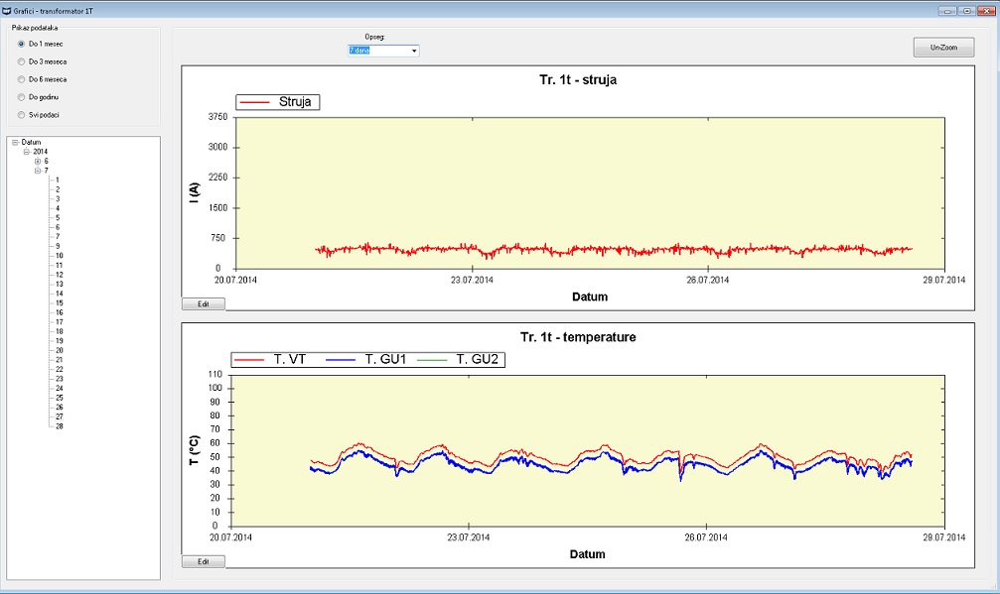 Grafici - transformator 1T
Prikaz podataka
Do 1 mesec
Do 3 meseca
Do 6 meseca
Do godinu
Svi podaci
Datum
2014
6
7
1
2
3
4
5
6
7
9
10
11
12
13
14
15
16
17
18
19
20
21
22
23
24
25
26
27
28
Opseg:
7 dana
Un-Zoom
Tr. 1t - struja
Struja
3750
3000
2250
1500
750
0
I (A)
20.07.2014 23.07.2014 26.07.2014 29.07.2014
Datum
Edit
Tr. 1t - temperature
T. VT T. GU1 T. GU2
110
100
90
80
70
60
50
40
30
20
10
0
T (°C)
20.07.2014 23.07.2014 26.07.2014 29.07.2014
Datum
Edit